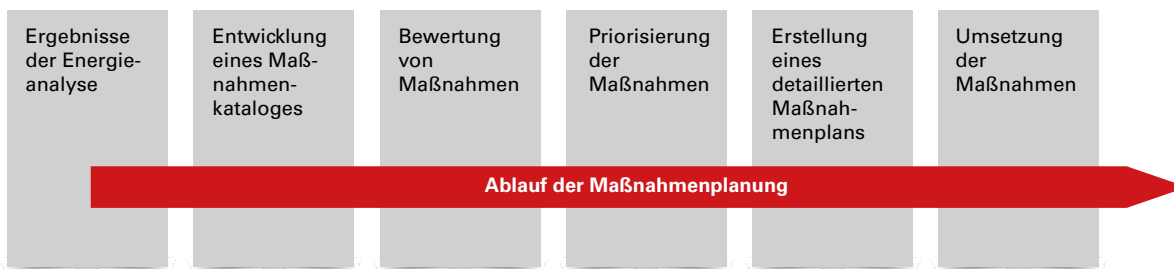 Ergebnisse
der Energie-
analyse
Entwicklung
eines Maß-
nahmen-
kataloges
Bewertung
von
Maßnahmen
Priorisierung
der
Maßnahmen
Erstellung
eines
detaillierten
Maßnah-
menplans
Umsetzung
der
Maßnahmen
Ablauf der Maßnahmenplanung